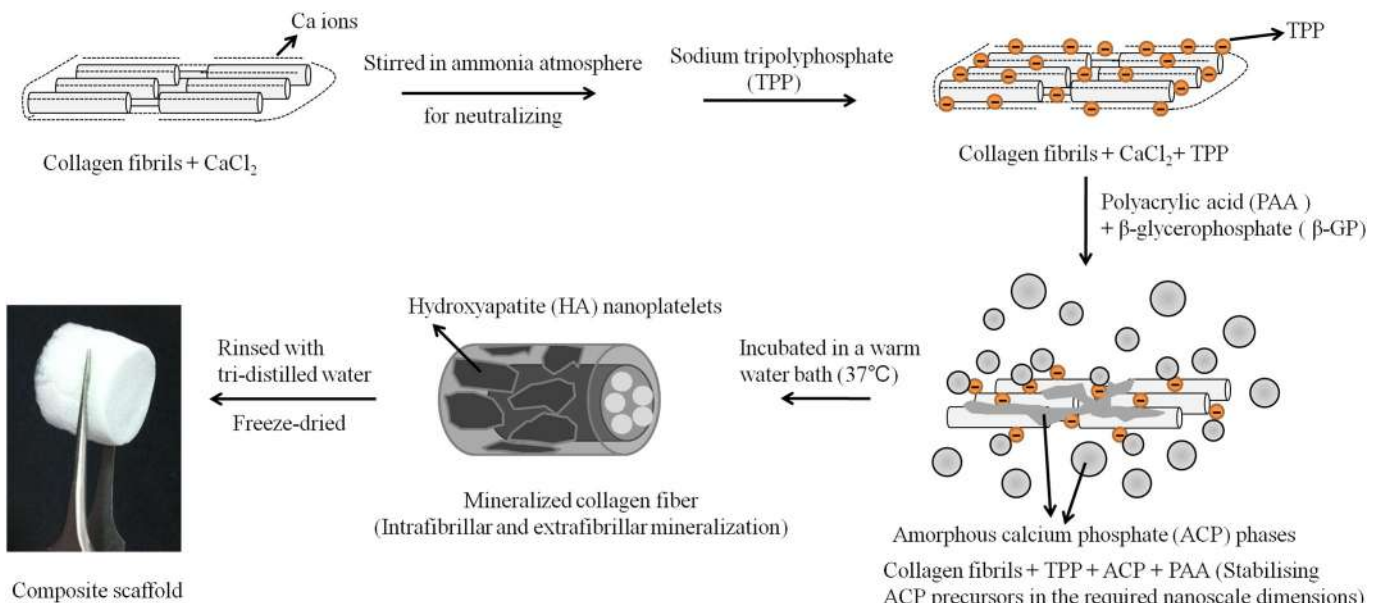 Ca ions
Stirred in ammonia atmosphere
for neutralizing
Sodium tripolyphosphate
(TPP)
TPP
Collagen fibrils + CaCl₂
Collagen fibrils + CaCl₂+ TPP
Polyacrylic acid (PAA )
+ β-glycerophosphate ( β-GP)
Hydroxyapatite (HA) nanoplatelets
Rinsed with
tri-distilled water
Freeze-dried
Incubated in a warm
water bath (37℃)
Mineralized collagen fiber
(Intrafibrillar and extrafibrillar mineralization)
Amorphous calcium phosphate (ACP) phases
Collagen fibrils + TPP + ACP + PAA (Stabilising
ACP precursors in the required nanoscale dimensions)
Composite scaffold